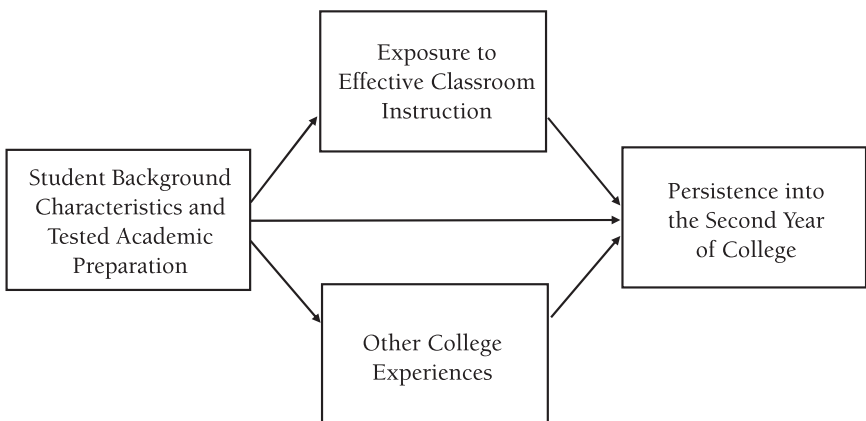 Exposure to
Effective Classroom
Instruction
Student Background
Characteristics and
Tested Academic
Preparation
Persistence into
the Second Year
of College
Other College
Experiences